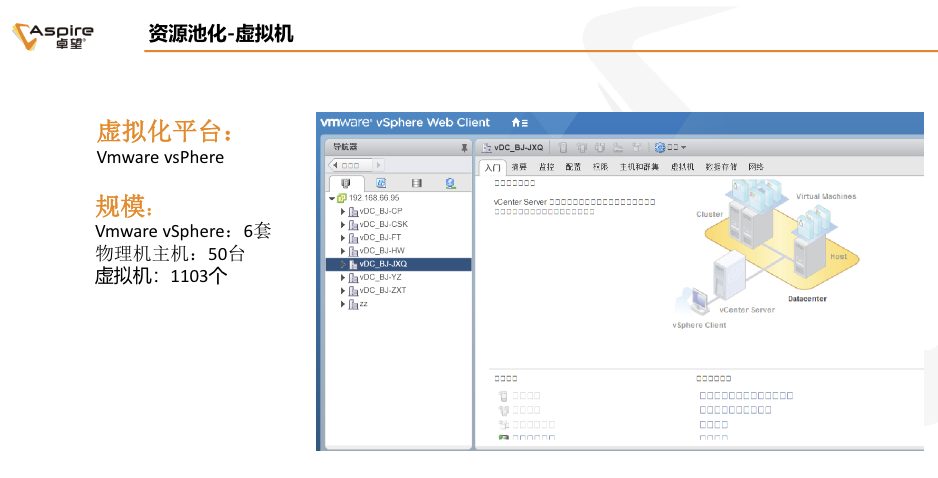 Aspire
卓望
资源池化-虚拟机
虚拟化平台：
Vmware vsPhere
规模：
Vmware vSphere：6套
物理机主机：50台
虚拟机：1103个
vmware® vSphere Web Client
导航器
192.168.66.95
vDC_BJ-CP
vDC_BJ-CSK
vDC_BJ-FT
vDC_BJ-HW
vDC_BJ-JXQ
vDC_BJ-YZ
vDC_BJ-ZXT
zz
vDC_BJ-JXQ
入门 摘要 监控 配置 权限 主机和群集 虚拟机 数据存储 网络
vCenter Server
Virtual Machines
Cluster
Host
Datacenter
vCenter Server
vSphere Client